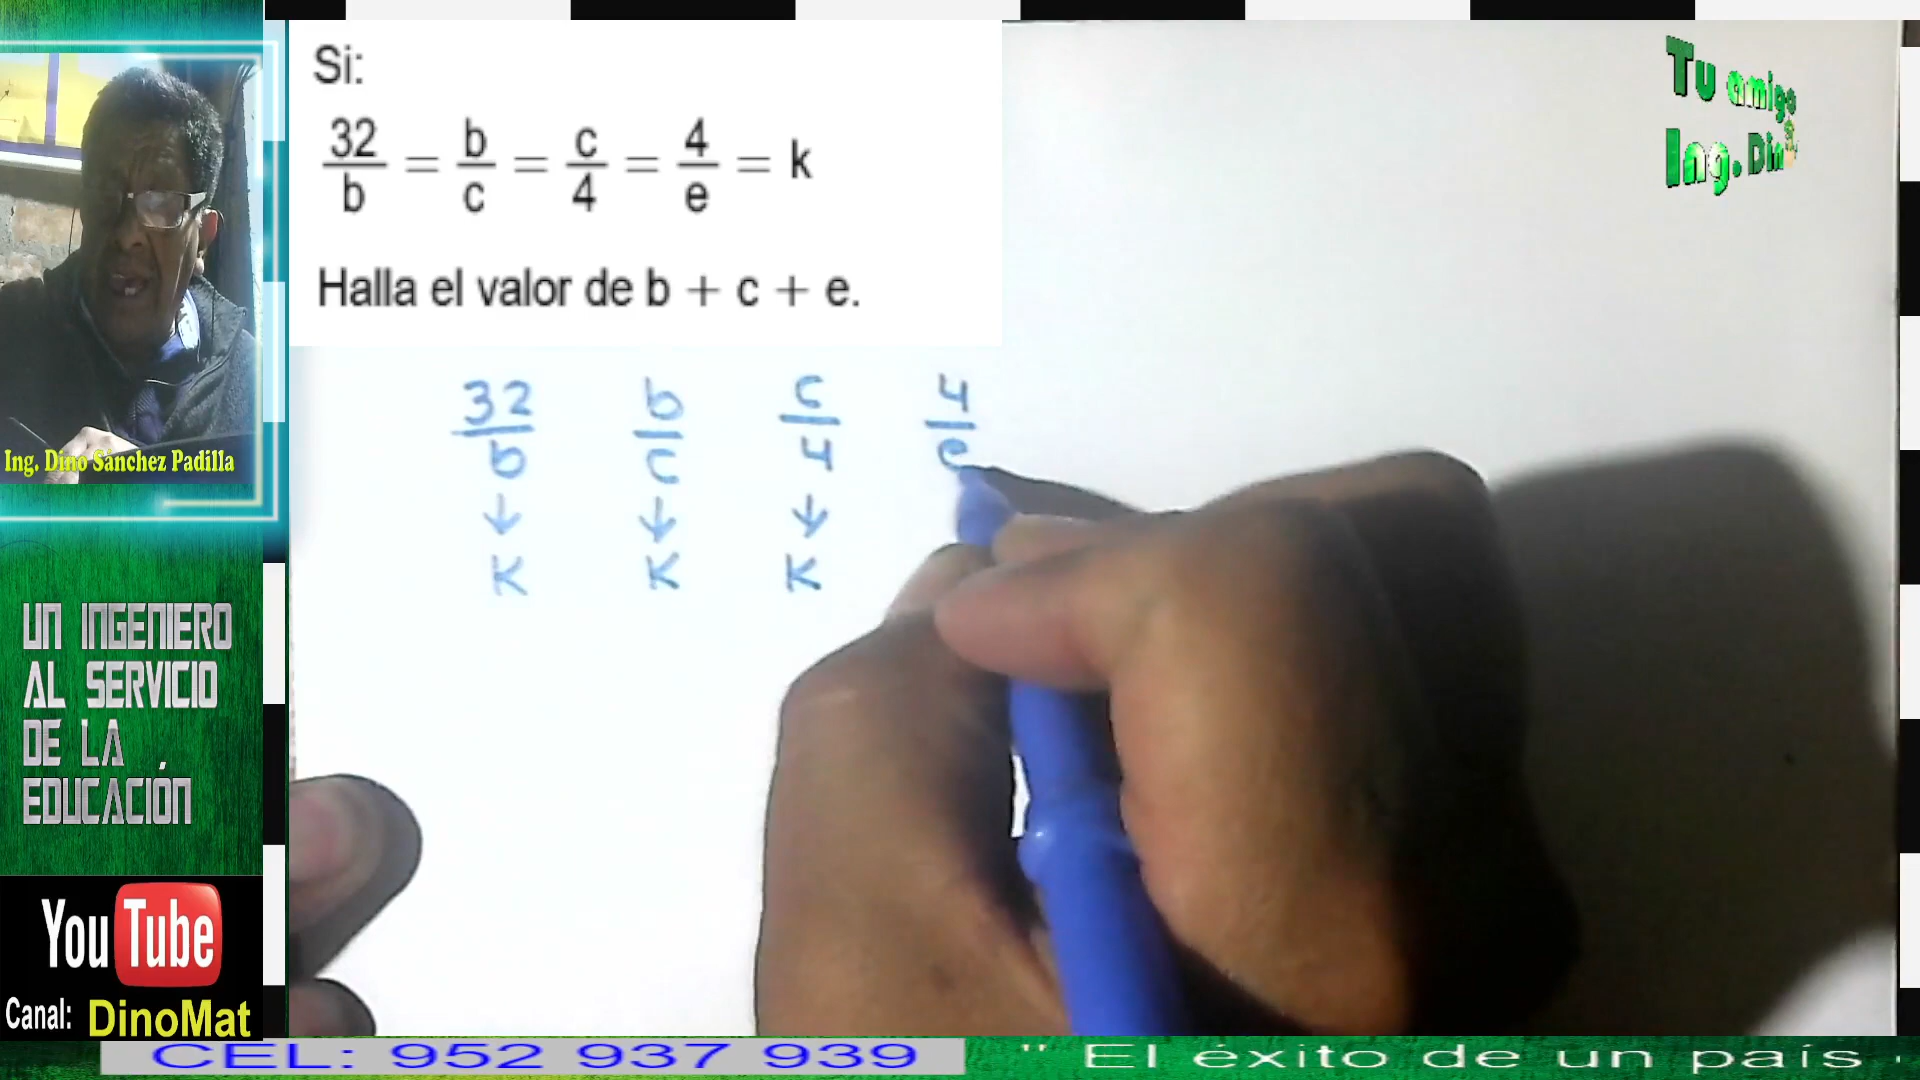 Si:
32/b = b/c = c/4 = 4/e = k
Halla el valor de b + c + e.
Tu amigo
Ing. Dino
32 b c 4
b c 4 e
↓ ↓ ↓
K K K
Ing. Dino Sánchez Padilla
UN INGENIERO
AL SERVICIO
DE LA
EDUCACIÓN
YouTube
Canal: DinoMat
CEL: 952 937 939 " El éxito de un país